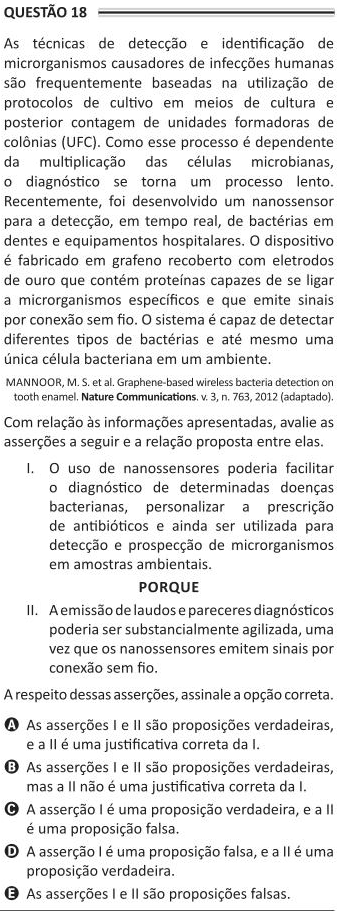 QUESTÃO 18
As técnicas de detecção e identificação de
microrganismos causadores de infecções humanas
são frequentemente baseadas na utilização de
protocolos de cultivo em meios de cultura e
posterior contagem de unidades formadoras de
colônias (UFC). Como esse processo é dependente
da multiplicação das células microbianas,
o diagnóstico se torna um processo lento.
Recentemente, foi desenvolvido um nanossensor
para a detecção, em tempo real, de bactérias em
dentes e equipamentos hospitalares. O dispositivo
é fabricado em grafeno recoberto com eletrodos
de ouro que contém proteínas capazes de se ligar
a microrganismos específicos e que emite sinais
por conexão sem fio. O sistema é capaz de detectar
diferentes tipos de bactérias e até mesmo uma
única célula bacteriana em um ambiente.
MANNOOR, M. S. et al. Graphene-based wireless bacteria detection on
tooth enamel. Nature Communications. v. 3, n. 763, 2012 (adaptado).
Com relação às informações apresentadas, avalie as
asserções a seguir e a relação proposta entre elas.
I. O uso de nanossensores poderia facilitar
o diagnóstico de determinadas doenças
bacterianas, personalizar a prescrição
de antibióticos e ainda ser utilizada para
detecção e prospecção de microrganismos
em amostras ambientais.
PORQUE
II. A emissão de laudos e pareceres diagnósticos
poderia ser substancialmente agilizada, uma
vez que os nanossensores emitem sinais por
conexão sem fio.
A respeito dessas asserções, assinale a opção correta.
A As asserções I e II são proposições verdadeiras,
e a II é uma justificativa correta da I.
B As asserções I e II são proposições verdadeiras,
mas a II não é uma justificativa correta da I.
C A asserção I é uma proposição verdadeira, e a II
é uma proposição falsa.
D A asserção I é uma proposição falsa, e a II é uma
proposição verdadeira.
E As asserções I e II são proposições falsas.